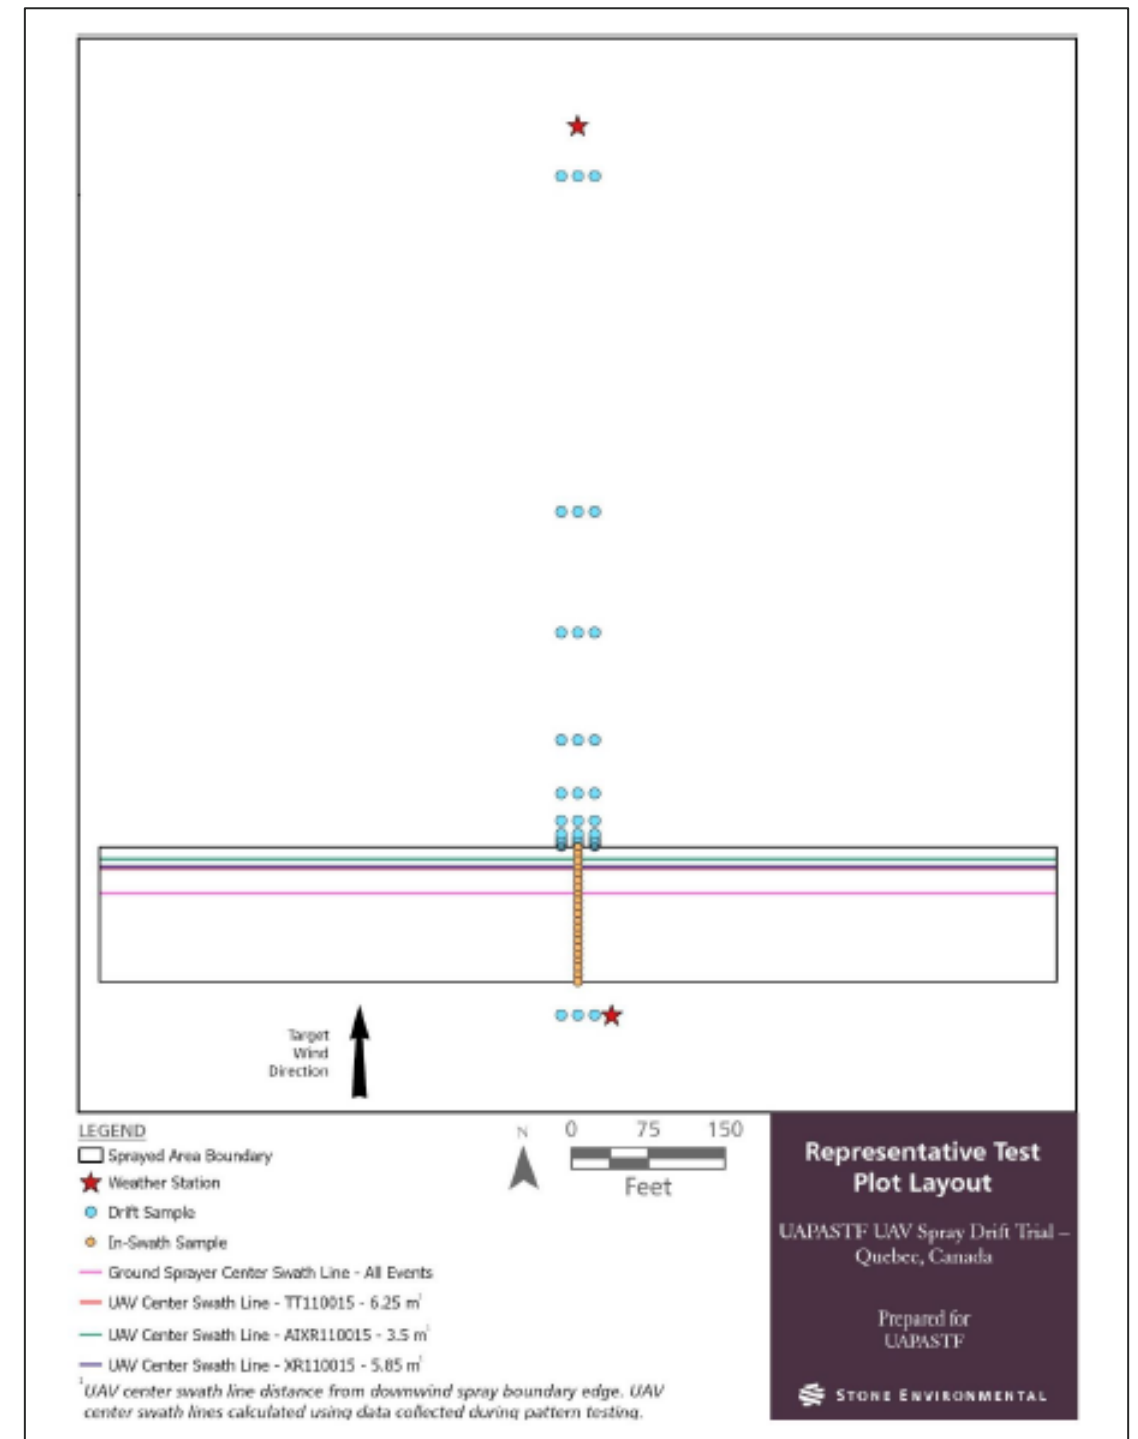 Target
Wind
Direction
LEGEND
Sprayed Area Boundary
Weather Station
Drift Sample
In-Swath Sample
Ground Sprayer Center Swath Line - All Events
UAV Center Swath Line - TT110015 - 6.25 m¹
UAV Center Swath Line - AIXR110015 - 3.5 m¹
UAV Center Swath Line - XR110015 - 5.85 m¹
¹UAV center swath line distance from downwind spray boundary edge. UAV
center swath lines calculated using data collected during pattern testing.
N
0 75 150
Feet
Representative Test
Plot Layout
UAPASTF UAV Spray Drift Trial –
Quebec, Canada
Prepared for
UAPASTF
STONE ENVIRONMENTAL